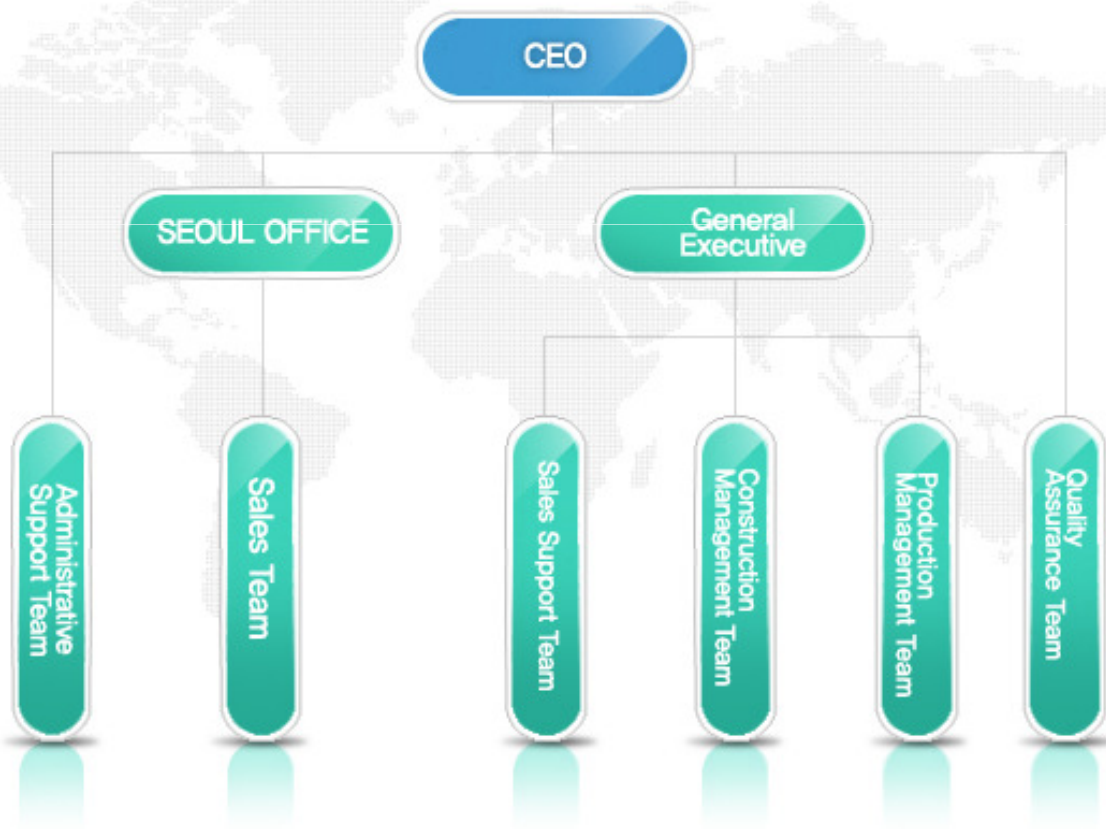 CEO
SEOUL OFFICE
General
Executive
Administrative
Support Team
Sales Team
Sales Support Team
Construction
Management Team
Production
Management Team
Quality
Assurance Team